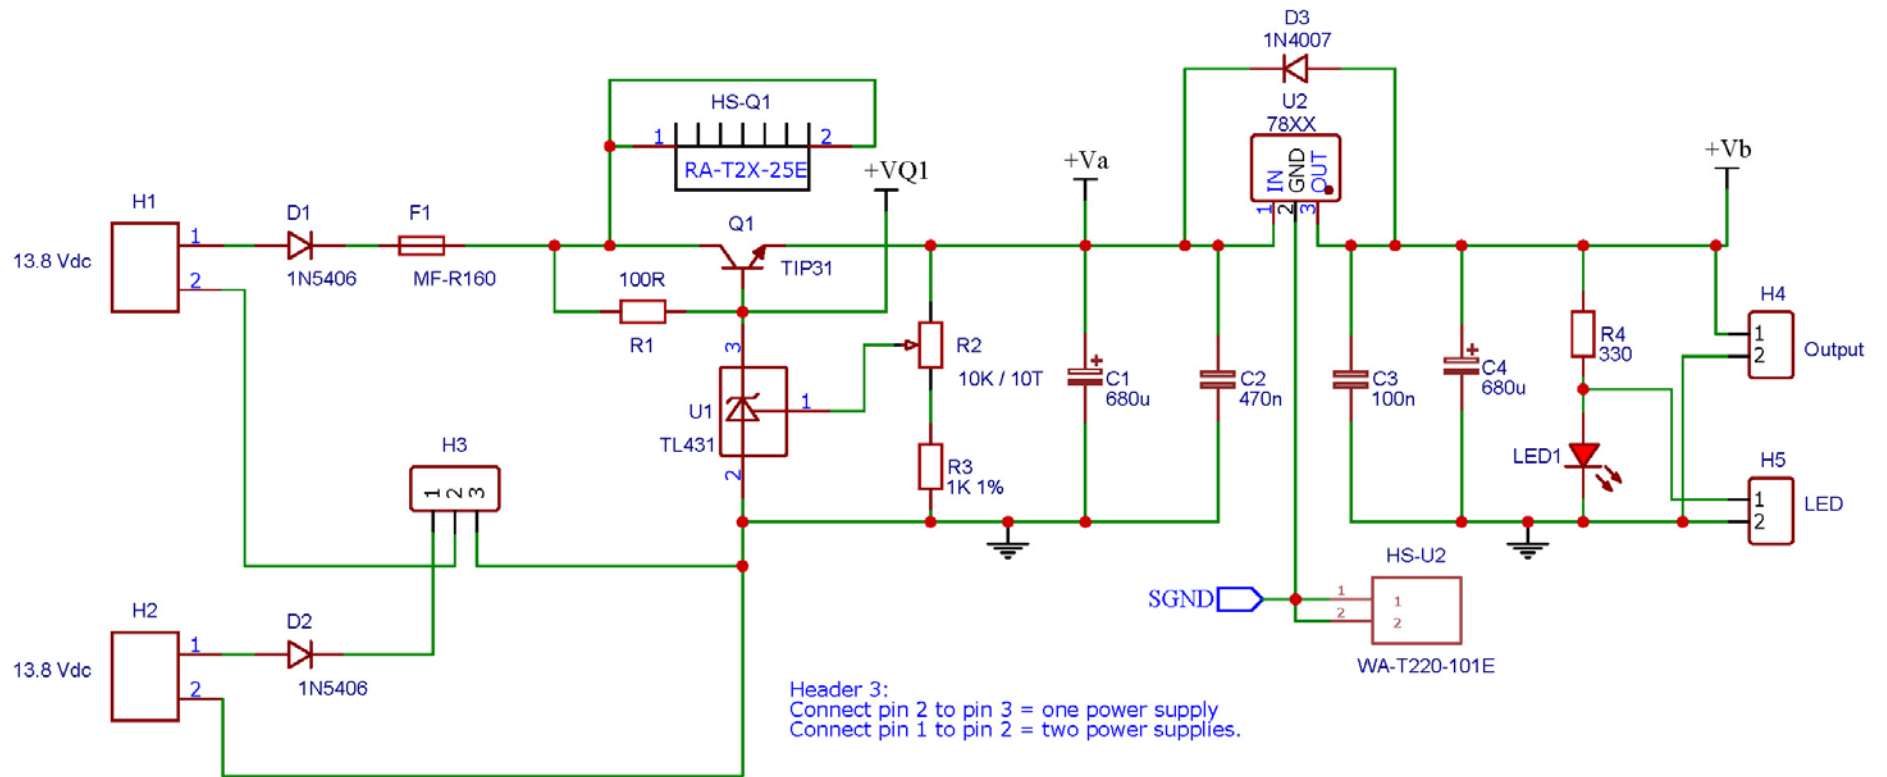 D3
1N4007
U2
78XX
IN
GND
OUT
1
2
3
HS-Q1
1
2
RA-T2X-25E
+VQ1
+Va
+Vb
H1
13.8 Vdc
1
2
D1
1N5406
F1
MF-R160
Q1
TIP31
100R
R1
3
U1
1
TL431
2
R2
10K / 10T
R3
1K 1%
C1
680u
C2
470n
C3
100n
C4
680u
R4
330
LED1
H4
1
2
Output
H5
1
2
LED
H3
1 2 3
H2
13.8 Vdc
1
2
D2
1N5406
SGND
HS-U2
1
2
1
2
WA-T220-101E
Header 3:
Connect pin 2 to pin 3 = one power supply
Connect pin 1 to pin 2 = two power supplies.